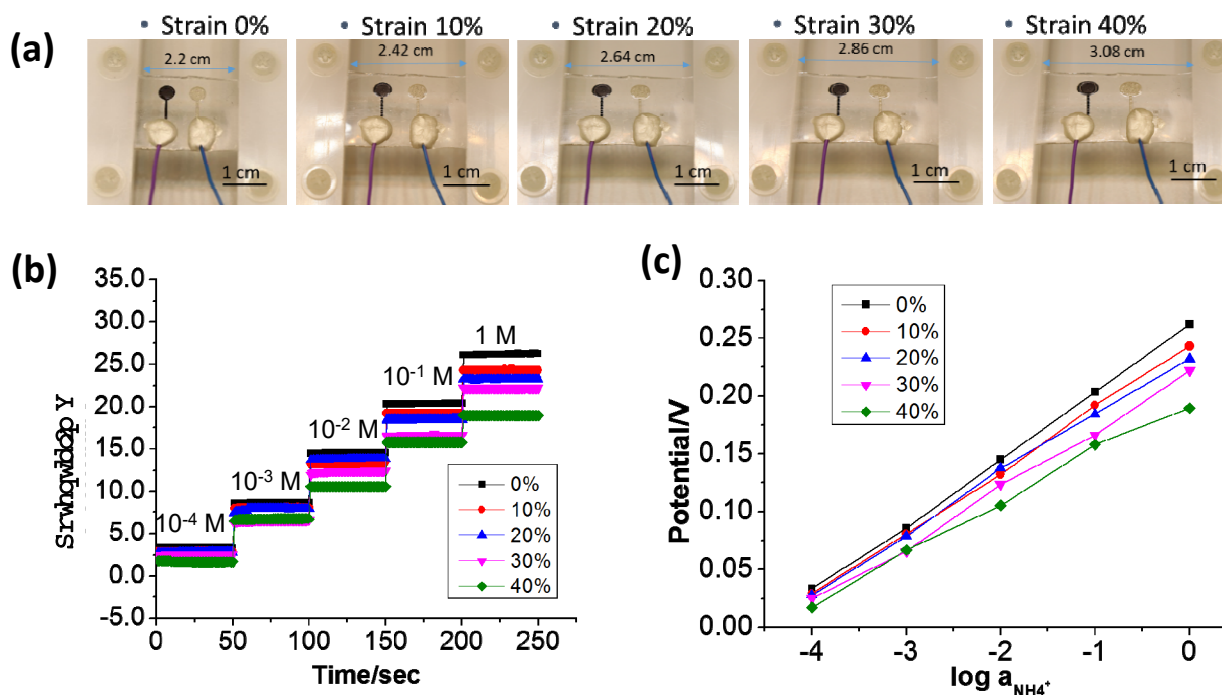 (a)
• Strain 0%
• Strain 10%
• Strain 20%
• Strain 30%
• Strain 40%
2.2 cm
2.42 cm
2.64 cm
2.86 cm
3.08 cm
1 cm
1 cm
1 cm
1 cm
1 cm
(b)
35.0
30.0
25.0
20.0
15.0
10.0
5.0
0.0
-5.0
10⁻⁴ M
10⁻³ M
10⁻² M
10⁻¹ M
1 M
0%
10%
20%
30%
40%
0
50
100
150
200
250
Time/sec
(c)
0.30
0.25
0.20
0.15
0.10
0.05
0.00
Potential/V
0%
10%
20%
30%
40%
-4
-3
-2
-1
0
log a_NH4⁺